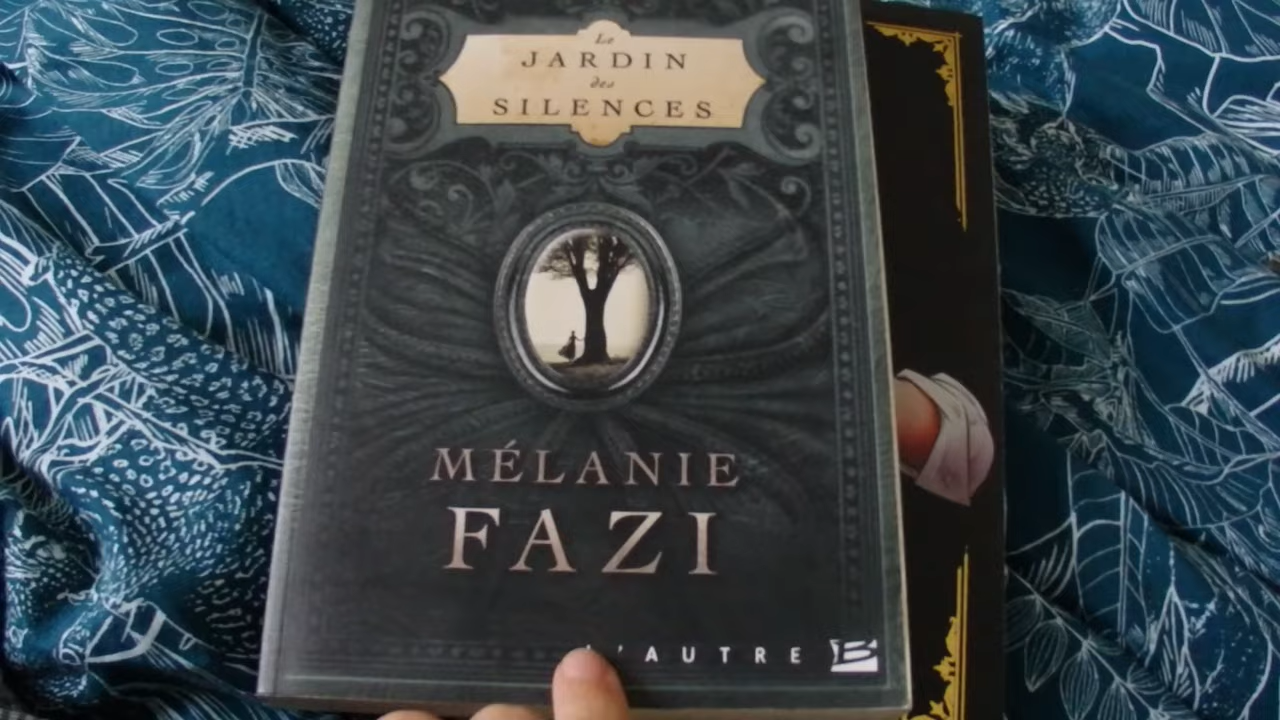 Le
JARDIN
des
SILENCES
MÉLANIE
FAZI
L'AUTRE B